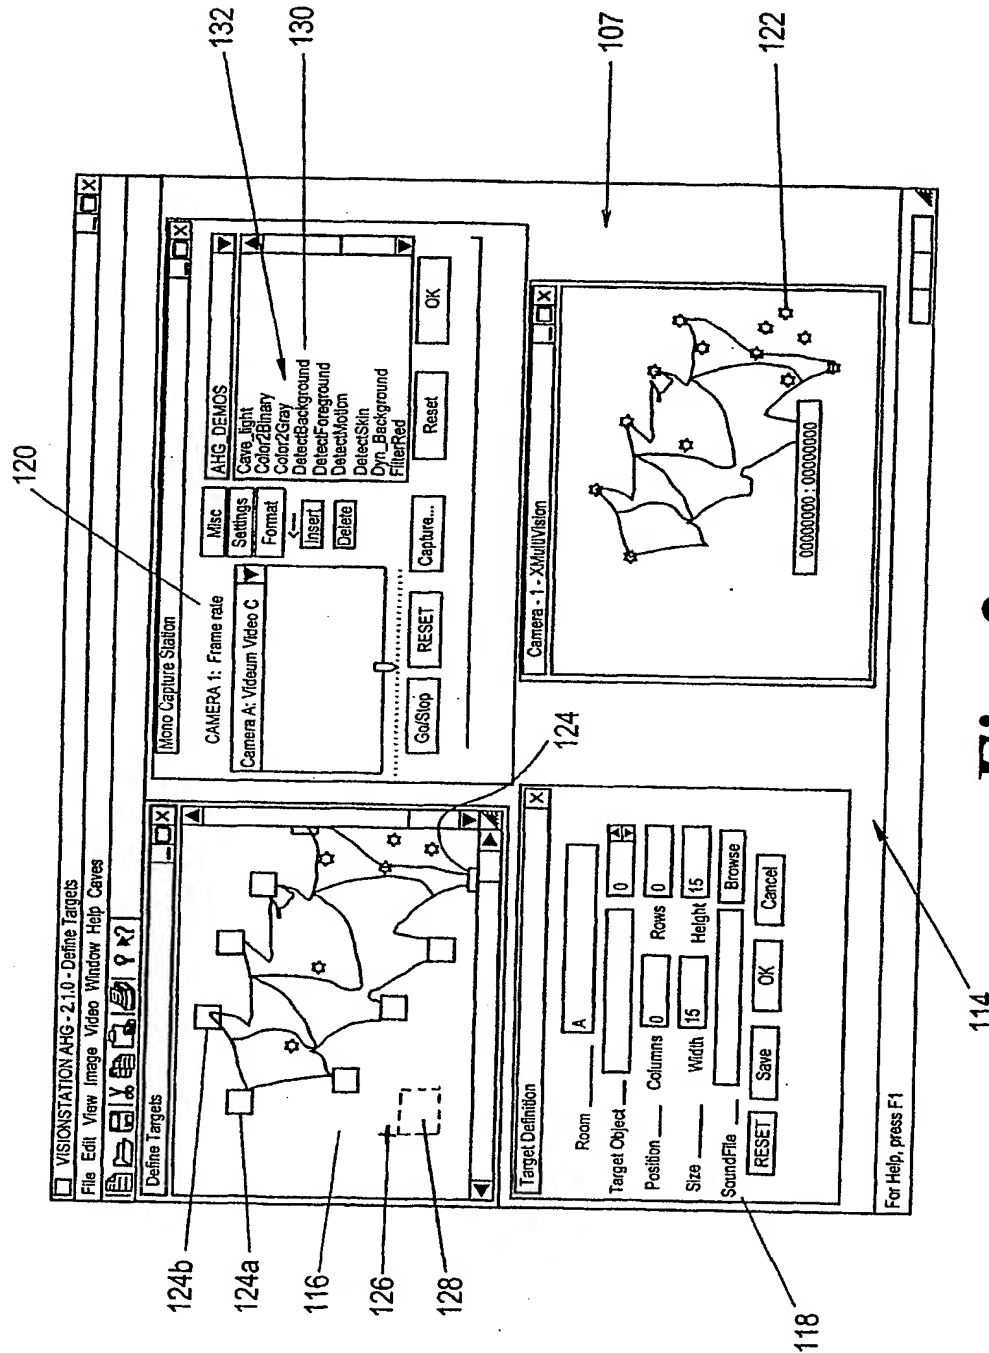 VISIONSTATION AHG - 2.1.0 - Define Targets
File Edit View Image Video Window Help Caves
Define Targets
Mono Capture Station
CAMERA 1: Frame rate
Camera A: Videum Video C
Misc
Settings
Format
<--
Insert
Delete
AHG_DEMOS
Cave_light
Color2Binary
Color2Gray
DetectBackground
DetectForeground
DetectMotion
DetectSkin
Dyn_Background
FilterRed
Go/Stop
RESET
Capture...
Reset
OK
Target Definition
Room
A
Target Object
0
Position
Columns
0
Rows
0
Size
Width
15
Height
15
SoundFile
Browse
RESET
Save
OK
Cancel
Camera - 1 - XMultiVision
00000000 : 00000000
For Help, press F1
124b
124a
116
126
128
118
120
124
114
132
130
107
122